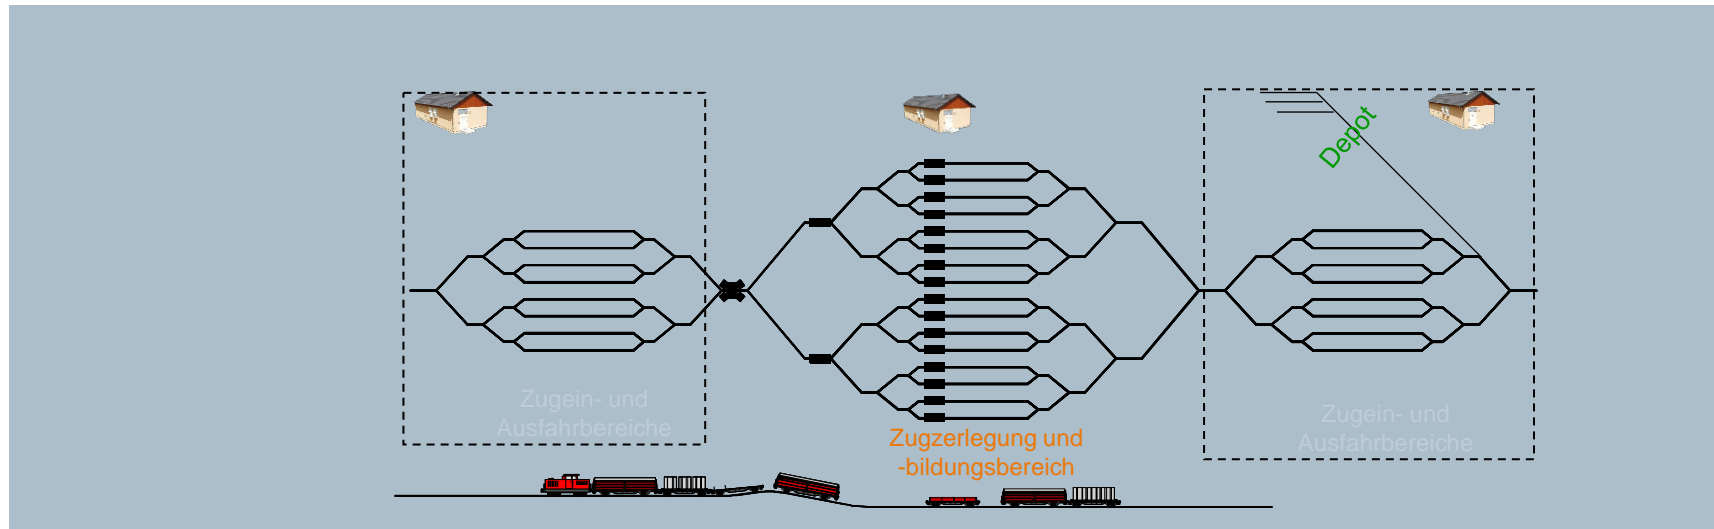 Depot
Zugein- und
Ausfahrbereiche
Zugzerlegung und
-bildungsbereich
Zugein- und
Ausfahrbereiche